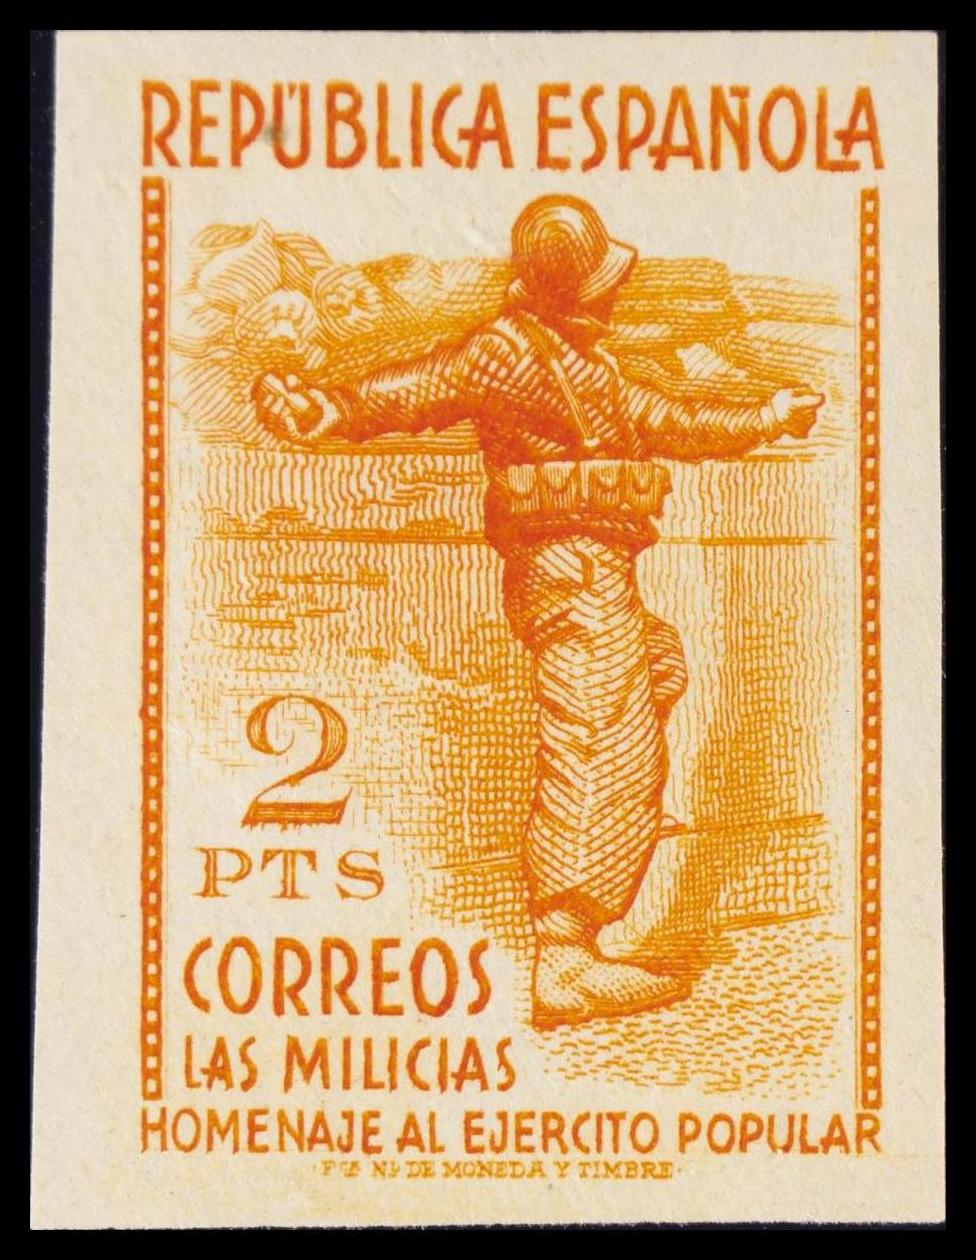 REPÚBLICA ESPAÑOLA
2
PTS
CORREOS
LAS MILICIAS
HOMENAJE AL EJERCITO POPULAR
·FCA NL DE MONEDA Y TIMBRE·